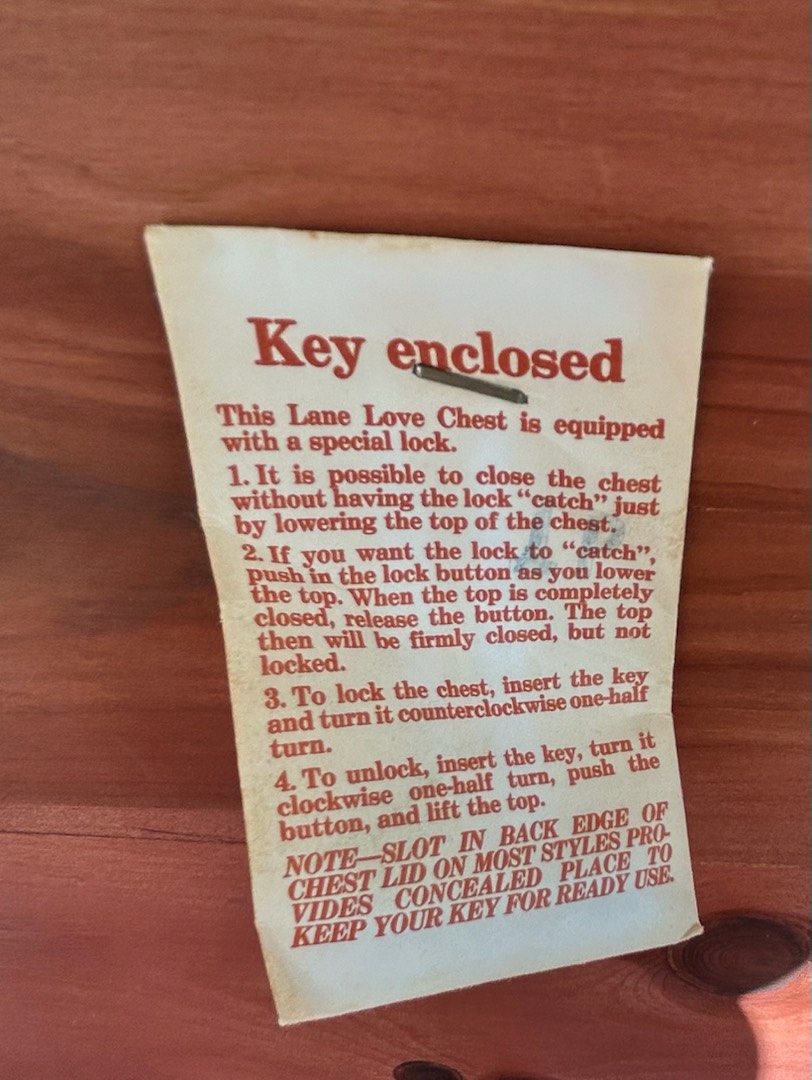 Key enclosed
This Lane Love Chest is equipped
with a special lock.
1. It is possible to close the chest
without having the lock “catch” just
by lowering the top of the chest.
2. If you want the lock to “catch”,
push in the lock button as you lower
the top. When the top is completely
closed, release the button. The top
then will be firmly closed, but not
locked.
3. To lock the chest, insert the key
and turn it counterclockwise one-half
turn.
4. To unlock, insert the key, turn it
clockwise one-half turn, push the
button, and lift the top.
NOTE—SLOT IN BACK EDGE OF
CHEST LID ON MOST STYLES PRO-
VIDES CONCEALED PLACE TO
KEEP YOUR KEY FOR READY USE.